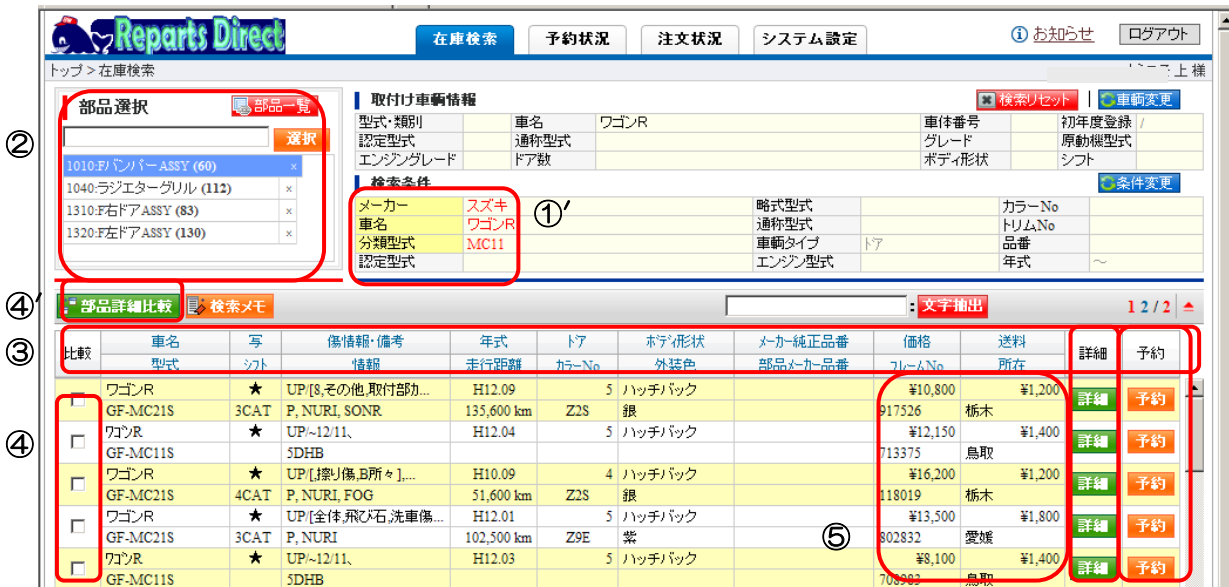 Reparts Direct
在庫検索 予約状況 注文状況 システム設定 お知らせ ログアウト
トップ > 在庫検索
上 様
部品選択 部品一覧
選択
1010:Fバンパー ASSY (60) ×
1040:ラジエターグリル (112) ×
1310:F右ドアASSY (83) ×
1320:F左ドアASSY (130) ×
②
取付け車輌情報 検索リセット | 車輌変更
型式・類別 車名 ワゴンR 車体番号 初年度登録 /
認定型式 通称型式 グレード 原動機型式
エンジングレード ドア数 ボディ形状 シフト
検索条件 条件変更
メーカー スズキ 略式型式 カラーNo
車名 ワゴンR 通称型式 トリムNo
分類型式 MC11 車輌タイプ ドア 品番
認定型式 エンジン型式 年式 ～
①′
④′ 部品詳細比較 検索メモ : 文字抽出 1 2 / 2
③ 比較 車名 写 傷情報・備考 年式 ドア ボディ形状 メーカー純正品番 価格 送料 詳細 予約
型式 シフト 情報 走行距離 カラーNo 外装色 部品メーカー品番 フレームNo 所在
ワゴンR ★ UP/[8,その他,取付部力... H12.09 5 ハッチバック ¥10,800 ¥1,200 詳細 予約
GF-MC21S 3CAT P, NURI, SONR 135,600 km Z2S 銀 917526 栃木
④ ワゴンR ★ UP/~12/11、 H12.04 5 ハッチバック ¥12,150 ¥1,400 詳細 予約
GF-MC11S 5DHB 713375 鳥取
ワゴンR ★ UP/[,擦り傷,B所々],... H10.09 4 ハッチバック ¥16,200 ¥1,200 詳細 予約
GF-MC21S 4CAT P, NURI, FOG 51,600 km Z2S 銀 118019 栃木
ワゴンR ★ UP/[全体,飛び石,洗車傷... H12.01 5 ハッチバック ¥13,500 ¥1,800 詳細 予約
GF-MC21S 3CAT P, NURI 102,500 km Z9E 紫 ⑤ 802832 愛媛
ワゴンR ★ UP/~12/11、 H12.03 5 ハッチバック ¥8,100 ¥1,400 詳細 予約
GF-MC11S 5DHB 708983 鳥取